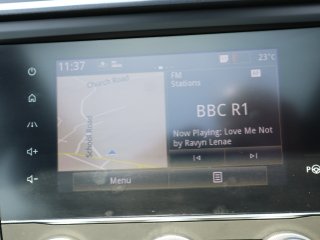 11:37
23°C
Church Road
School Road
FM
Stations
BBC R1
Now Playing: Love Me Not
by Ravyn Lenae
Menu
P